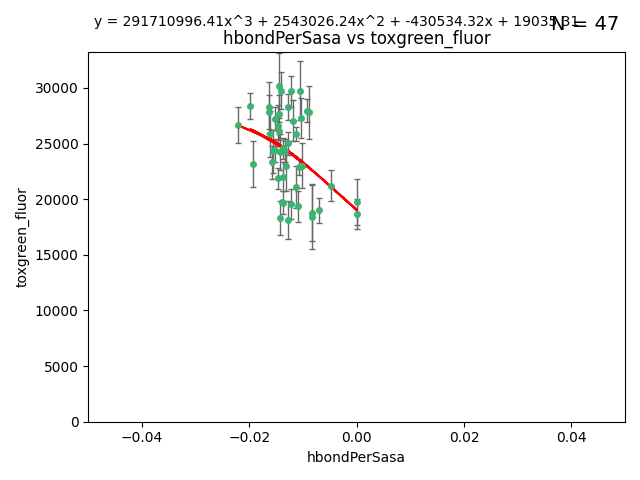 y = 291710996.41x^3 + 2543026.24x^2 + -430534.32x + 19035.31
N = 47
hbondPerSasa vs toxgreen_fluor
toxgreen_fluor
30000
25000
20000
15000
10000
5000
0
−0.04
−0.02
0.00
0.02
0.04
hbondPerSasa